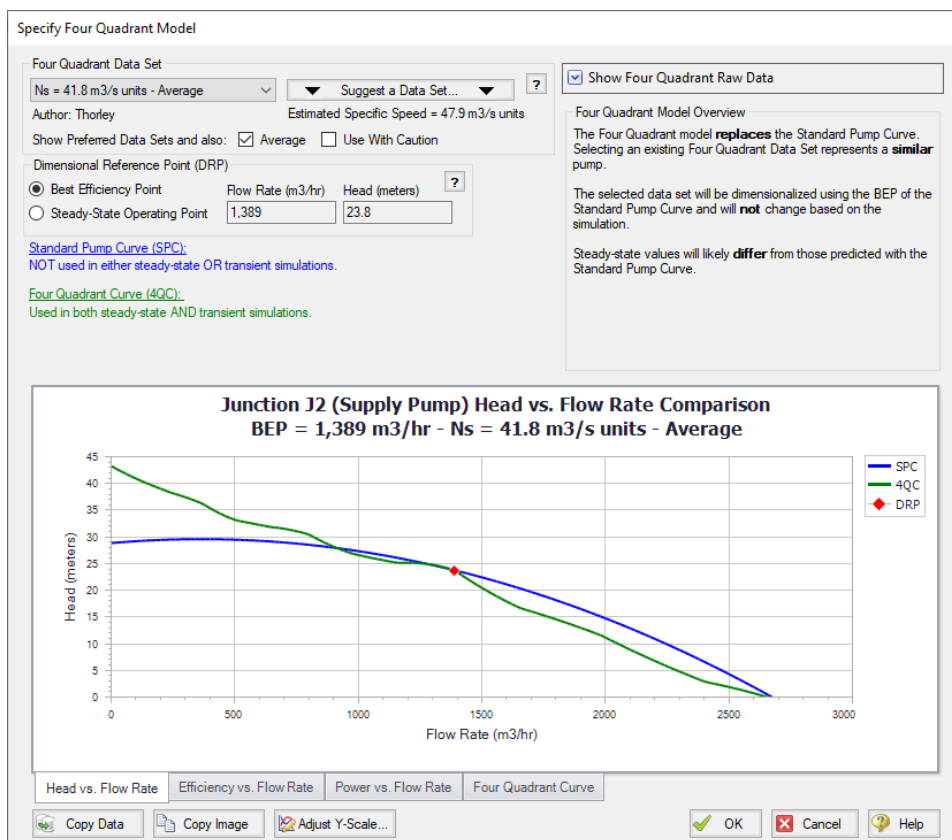 Specify Four Quadrant Model
Four Quadrant Data Set
Ns = 41.8 m3/s units - Average
Suggest a Data Set...
?
Author: Thorley
Estimated Specific Speed = 47.9 m3/s units
Show Preferred Data Sets and also:
Average
Use With Caution
Dimensional Reference Point (DRP)
Best Efficiency Point
Flow Rate (m3/hr)
Head (meters)
?
Steady-State Operating Point
1,389
23.8
Standard Pump Curve (SPC):
NOT used in either steady-state OR transient simulations.
Four Quadrant Curve (4QC):
Used in both steady-state AND transient simulations.
Show Four Quadrant Raw Data
Four Quadrant Model Overview
The Four Quadrant model replaces the Standard Pump Curve.
Selecting an existing Four Quadrant Data Set represents a similar
pump.
The selected data set will be dimensionalized using the BEP of the
Standard Pump Curve and will not change based on the
simulation.
Steady-state values will likely differ from those predicted with the
Standard Pump Curve.
Junction J2 (Supply Pump) Head vs. Flow Rate Comparison
BEP = 1,389 m3/hr - Ns = 41.8 m3/s units - Average
45
40
35
30
25
20
15
10
5
0
Head (meters)
0
500
1000
1500
2000
2500
3000
Flow Rate (m3/hr)
SPC
4QC
DRP
Head vs. Flow Rate
Efficiency vs. Flow Rate
Power vs. Flow Rate
Four Quadrant Curve
Copy Data
Copy Image
Adjust Y-Scale...
OK
Cancel
Help